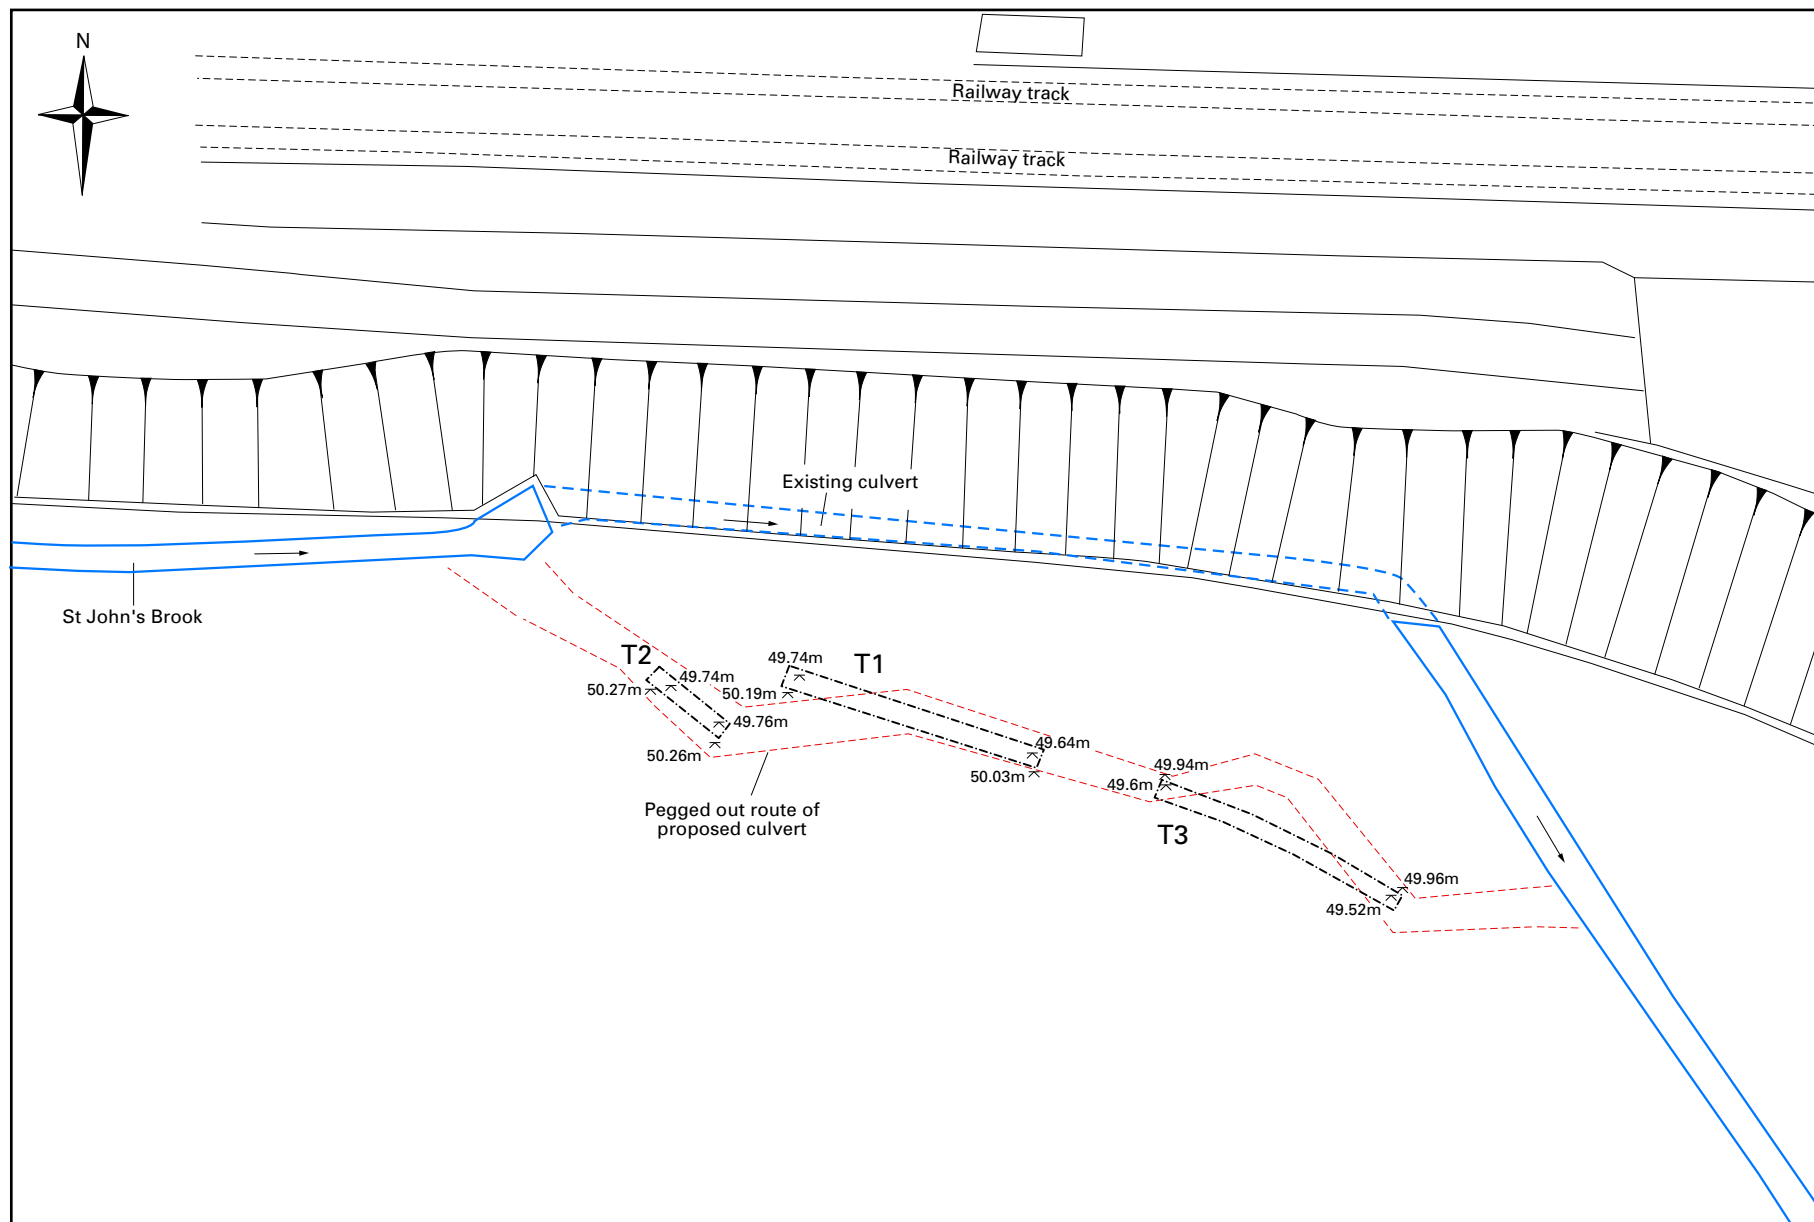 N
Railway track
Railway track
Existing culvert
St John's Brook
T2
49.74m
T1
49.74m
50.27m
50.19m
49.76m
50.26m
49.64m
50.03m
49.94m
49.6m
Pegged out route of
proposed culvert
T3
49.96m
49.52m